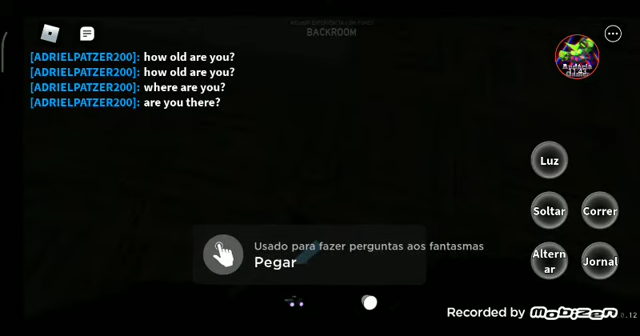 BACKROOM
[ADRIELPATZER200]: how old are you?
[ADRIELPATZER200]: how old are you?
[ADRIELPATZER200]: where are you?
[ADRIELPATZER200]: are you there?
Luz
Soltar
Correr
Altern
ar
Jornal
Usado para fazer perguntas aos fantasmas
Pegar
Recorded by Mobizen